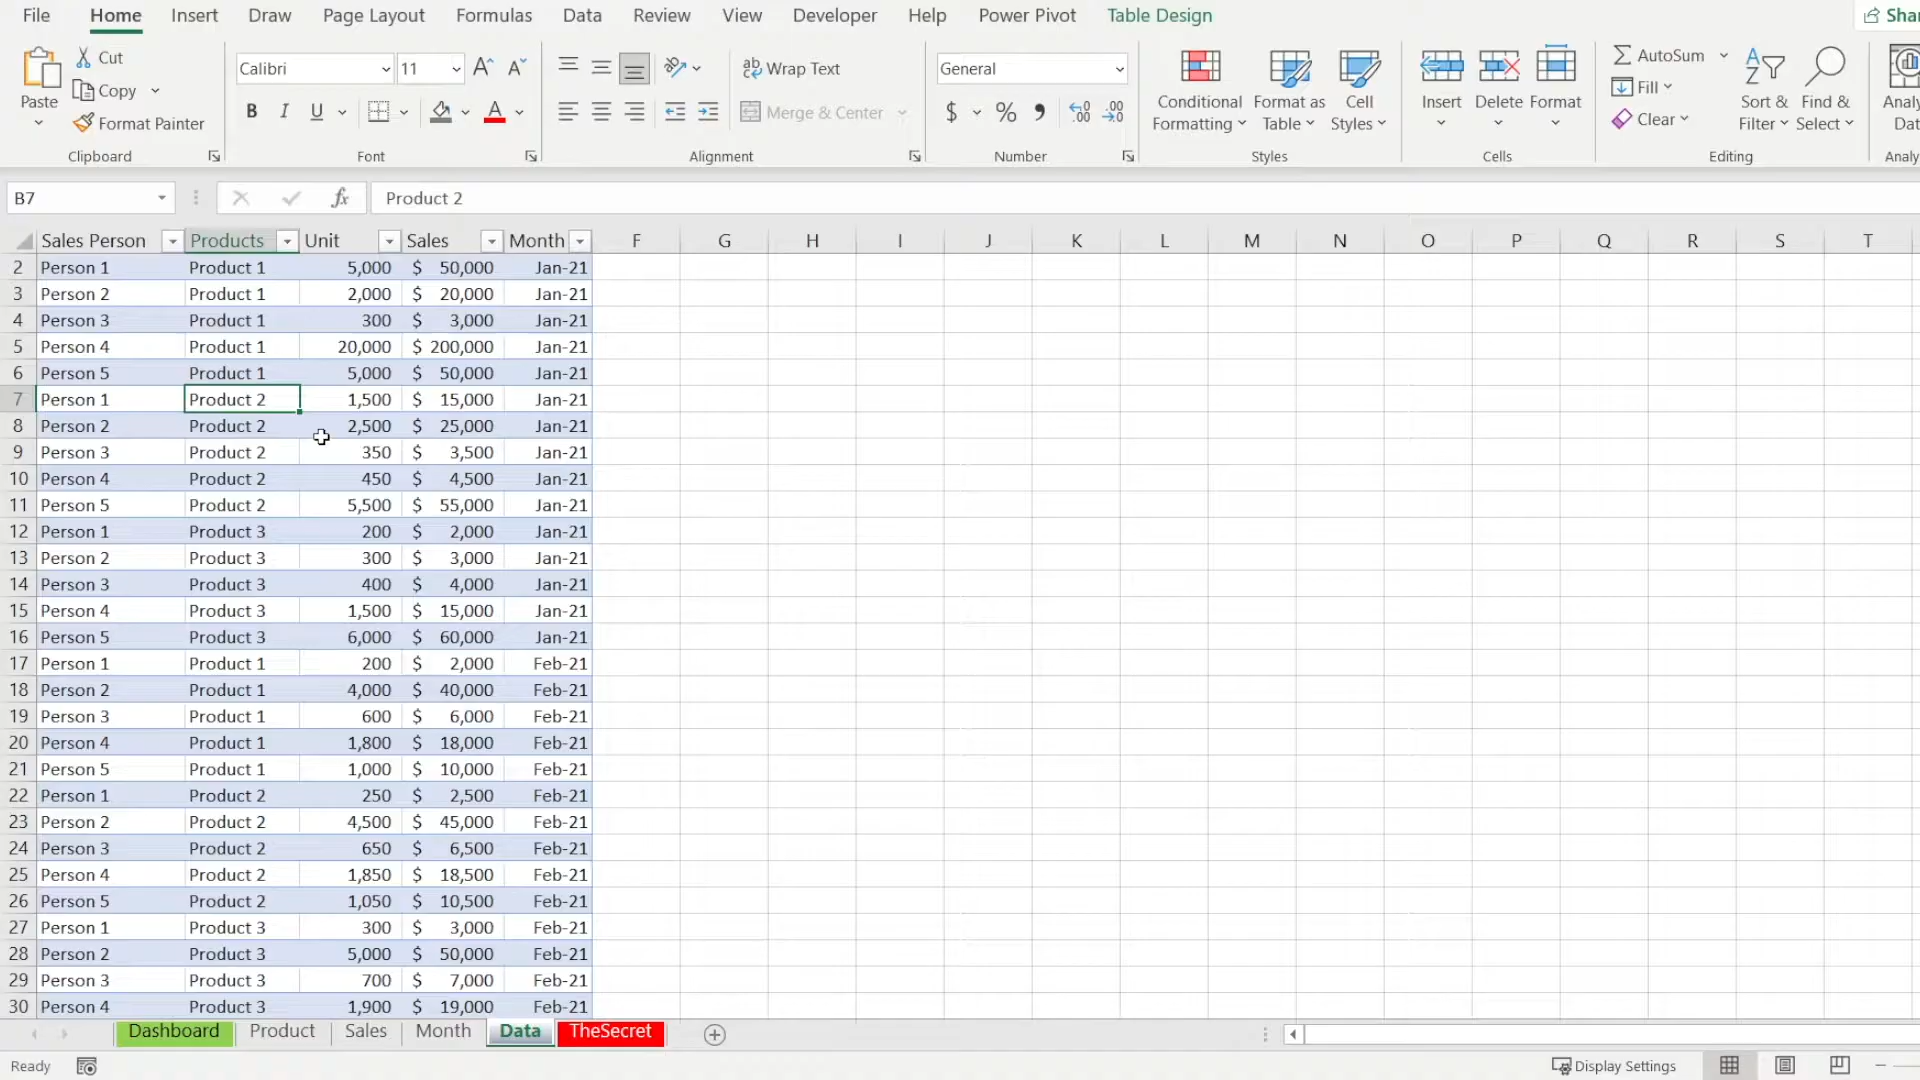 File Home Insert Draw Page Layout Formulas Data Review View Developer Help Power Pivot Table Design
Paste
Cut
Copy
Format Painter
Clipboard
Calibri 11
B I U
Font
Wrap Text
Merge & Center
Alignment
General
$ %
Number
Conditional Formatting
Format as Table
Cell Styles
Styles
Insert Delete Format
Cells
AutoSum
Fill
Clear
Sort & Filter
Find & Select
Editing
B7 fx Product 2
Sales Person Products Unit Sales Month F G H I J K L M N O P Q R S T
2 Person 1 Product 1 5,000 $ 50,000 Jan-21
3 Person 2 Product 1 2,000 $ 20,000 Jan-21
4 Person 3 Product 1 300 $ 3,000 Jan-21
5 Person 4 Product 1 20,000 $ 200,000 Jan-21
6 Person 5 Product 1 5,000 $ 50,000 Jan-21
7 Person 1 Product 2 1,500 $ 15,000 Jan-21
8 Person 2 Product 2 2,500 $ 25,000 Jan-21
9 Person 3 Product 2 350 $ 3,500 Jan-21
10 Person 4 Product 2 450 $ 4,500 Jan-21
11 Person 5 Product 2 5,500 $ 55,000 Jan-21
12 Person 1 Product 3 200 $ 2,000 Jan-21
13 Person 2 Product 3 300 $ 3,000 Jan-21
14 Person 3 Product 3 400 $ 4,000 Jan-21
15 Person 4 Product 3 1,500 $ 15,000 Jan-21
16 Person 5 Product 3 6,000 $ 60,000 Jan-21
17 Person 1 Product 1 200 $ 2,000 Feb-21
18 Person 2 Product 1 4,000 $ 40,000 Feb-21
19 Person 3 Product 1 600 $ 6,000 Feb-21
20 Person 4 Product 1 1,800 $ 18,000 Feb-21
21 Person 5 Product 1 1,000 $ 10,000 Feb-21
22 Person 1 Product 2 250 $ 2,500 Feb-21
23 Person 2 Product 2 4,500 $ 45,000 Feb-21
24 Person 3 Product 2 650 $ 6,500 Feb-21
25 Person 4 Product 2 1,850 $ 18,500 Feb-21
26 Person 5 Product 2 1,050 $ 10,500 Feb-21
27 Person 1 Product 3 300 $ 3,000 Feb-21
28 Person 2 Product 3 5,000 $ 50,000 Feb-21
29 Person 3 Product 3 700 $ 7,000 Feb-21
30 Person 4 Product 3 1,900 $ 19,000 Feb-21
Dashboard Product Sales Month Data TheSecret
Ready Display Settings